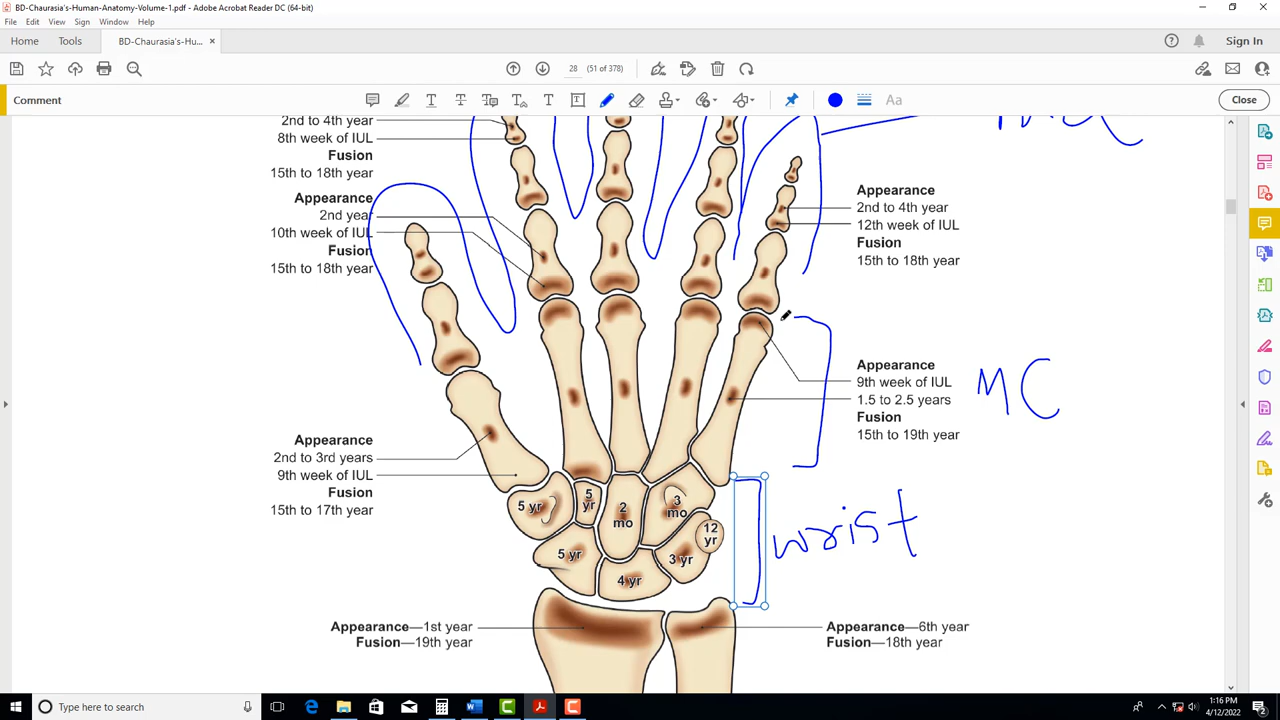 BD-Chaurasia's-Human-Anatomy-Volume-1.pdf - Adobe Acrobat Reader DC (64-bit)
File Edit View Sign Window Help
Home Tools BD-Chaurasia's-Hu... Sign In
28 (51 of 378)
Comment Close
2nd to 4th year
8th week of IUL
Fusion
15th to 18th year
Appearance
2nd year
10th week of IUL
Fusion
15th to 18th year
Appearance
2nd to 4th year
12th week of IUL
Fusion
15th to 18th year
Appearance
9th week of IUL
1.5 to 2.5 years
Fusion
15th to 19th year
MC
Appearance
2nd to 3rd years
9th week of IUL
Fusion
15th to 17th year
5 yr
5
yr
2
mo
3
mo
12
yr
5 yr
4 yr
3 yr
wrist
Appearance—1st year
Fusion—19th year
Appearance—6th year
Fusion—18th year
Type here to search
1:16 PM
4/12/2022
2